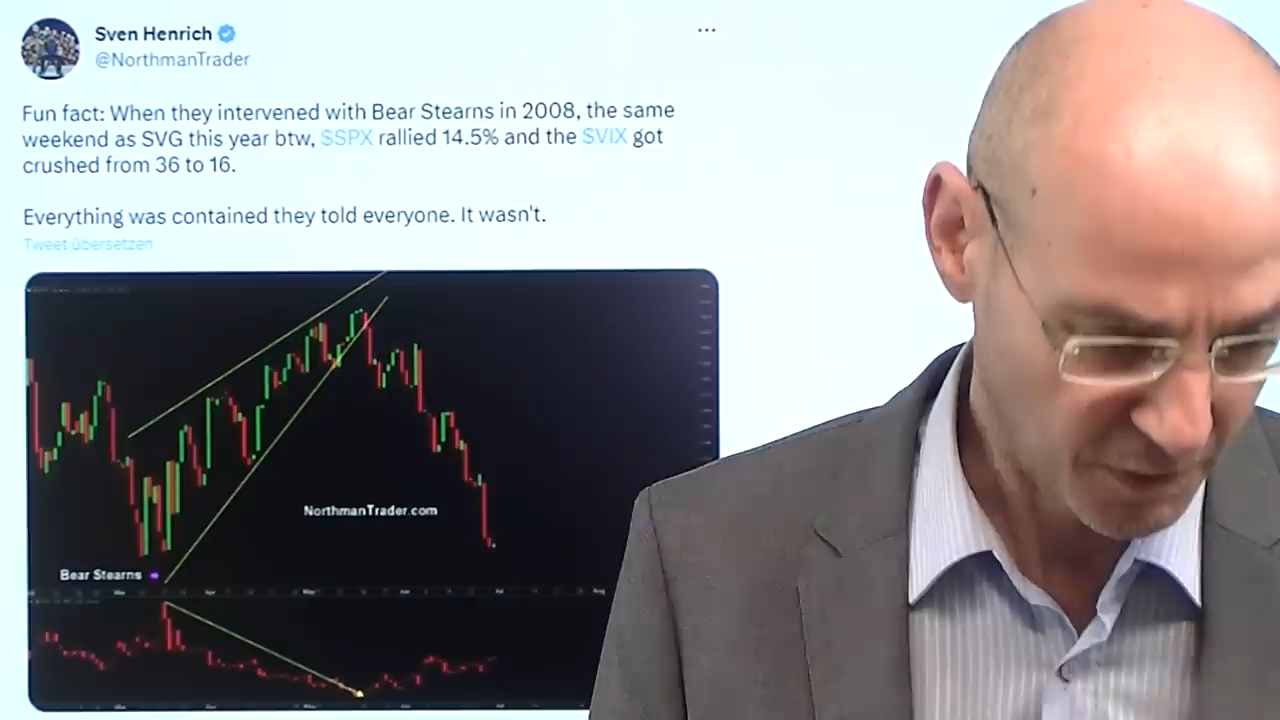 Sven Henrich
@NorthmanTrader
Fun fact: When they intervened with Bear Stearns in 2008, the same
weekend as SVG this year btw, $SPX rallied 14.5% and the $VIX got
crushed from 36 to 16.
Everything was contained they told everyone. It wasn't.
Tweet übersetzen
NorthmanTrader.com
Bear Stearns